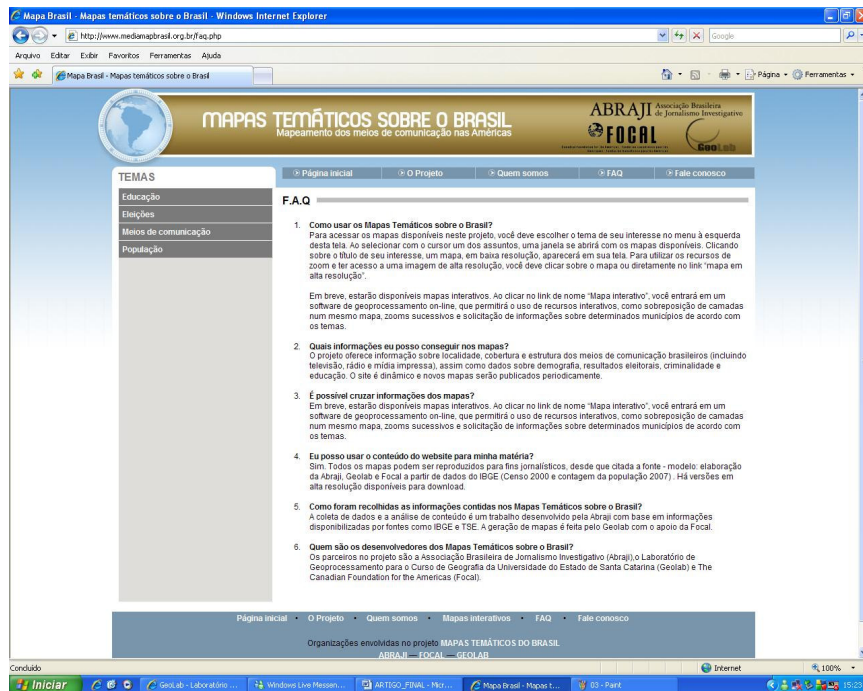 Mapa Brasil - Mapas temáticos sobre o Brasil - Windows Internet Explorer
http://www.mediamapbrasil.org.br/faq.php
Google
Arquivo Editar Exibir Favoritos Ferramentas Ajuda
Mapa Brasil - Mapas temáticos sobre o Brasil
Página
Ferramentas
MAPAS TEMÁTICOS SOBRE O BRASIL
Mapeamento dos meios de comunicação nas Américas
ABRAJI Associação Brasileira
de Jornalismo Investigativo
FOCAL
GeoLab
TEMAS
Página inicial O Projeto Quem somos FAQ Fale conosco
Educação
Eleições
Meios de comunicação
População
F.A.Q
1. Como usar os Mapas Temáticos sobre o Brasil?
Para acessar os mapas disponíveis neste projeto, você deve escolher o tema de seu interesse no menu à esquerda
desta tela. Ao selecionar com o cursor um dos assuntos, uma janela se abrirá com os mapas disponíveis. Clicando
sobre o título de seu interesse, um mapa, em baixa resolução, aparecerá em sua tela. Para utilizar os recursos de
zoom e ter acesso a uma imagem de alta resolução, você deve clicar sobre o mapa ou diretamente no link "mapa em
alta resolução".
Em breve, estarão disponíveis mapas interativos. Ao clicar no link de nome "Mapa interativo", você entrará em um
software de geoprocessamento on-line, que permitirá o uso de recursos interativos, como sobreposição de camadas
num mesmo mapa, zooms sucessivos e solicitação de informações sobre determinados municípios de acordo com
os temas.
2. Quais informações eu posso conseguir nos mapas?
O projeto oferece informação sobre localidade, cobertura e estrutura dos meios de comunicação brasileiros (incluindo
televisão, rádio e mídia impressa), assim como dados sobre demografia, resultados eleitorais, criminalidade e
educação. O site é dinâmico e novos mapas serão publicados periodicamente.
3. É possível cruzar informações dos mapas?
Em breve, estarão disponíveis mapas interativos. Ao clicar no link de nome "Mapa interativo", você entrará em um
software de geoprocessamento on-line, que permitirá o uso de recursos interativos, como sobreposição de camadas
num mesmo mapa, zooms sucessivos e solicitação de informações sobre determinados municípios de acordo com
os temas.
4. Eu posso usar o conteúdo do website para minha matéria?
Sim. Todos os mapas podem ser reproduzidos para fins jornalísticos, desde que citada a fonte - modelo: elaboração
da Abraji, Geolab e Focal a partir de dados do IBGE (Censo 2000 e contagem da população 2007) . Há versões em
alta resolução disponíveis para download.
5. Como foram recolhidas as informações contidas nos Mapas Temáticos sobre o Brasil?
A coleta de dados e a análise de conteúdo é um trabalho desenvolvido pela Abraji com base em informações
disponibilizadas por fontes como IBGE e TSE. A geração de mapas é feita pelo Geolab com o apoio da Focal.
6. Quem são os desenvolvedores dos Mapas Temáticos sobre o Brasil?
Os parceiros no projeto são a Associação Brasileira de Jornalismo Investigativo (Abraji),o Laboratório de
Geoprocessamento para o Curso de Geografia da Universidade do Estado de Santa Catarina (Geolab) e The
Canadian Foundation for the Americas (Focal).
Página inicial • O Projeto • Quem somos • Mapas interativos • FAQ • Fale conosco
Organizações envolvidas no projeto MAPAS TEMÁTICOS DO BRASIL
ABRAJI — FOCAL — GEOLAB
Concluído Internet 100%
Iniciar GeoLab - Laboratório ... Windows Live Messen... ARTIGO_FINAL - Micr... Mapa Brasil - Mapas t... 03 - Paint